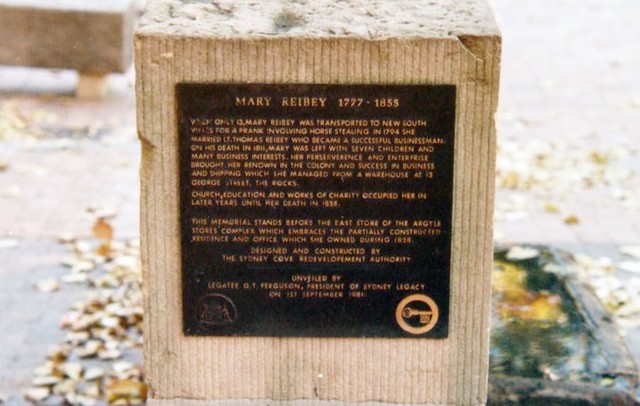 MARY REIBEY 1777 - 1855
WHEN ONLY 13, MARY REIBEY WAS TRANSPORTED TO NEW SOUTH
WALES FOR A PRANK INVOLVING HORSE STEALING. IN 1794 SHE
MARRIED LT. THOMAS REIBEY WHO BECAME A SUCCESSFUL BUSINESSMAN.
ON HIS DEATH IN 1811, MARY WAS LEFT WITH SEVEN CHILDREN AND
MANY BUSINESS INTERESTS. HER PERSEVERENCE AND ENTERPRISE
BROUGHT HER RENOWN IN THE COLONY AND SUCCESS IN BUSINESS
AND SHIPPING WHICH SHE MANAGED FROM A WAREHOUSE AT 12
GEORGE STREET, THE ROCKS.
CHURCH, EDUCATION AND WORKS OF CHARITY OCCUPIED HER IN
LATER YEARS UNTIL HER DEATH IN 1855.
THIS MEMORIAL STANDS BEFORE THE EAST STORE OF THE ARGYLE
STORES COMPLEX WHICH EMBRACES THE PARTIALLY CONSTRUCTED
RESIDENCE AND OFFICE WHICH SHE OWNED DURING 1828.
DESIGNED AND CONSTRUCTED BY
THE SYDNEY COVE REDEVELOPEMENT AUTHORITY
UNVEILED BY
LEGATEE O.T. FERGUSON, PRESIDENT OF SYDNEY LEGACY
ON 1ST SEPTEMBER 1981.